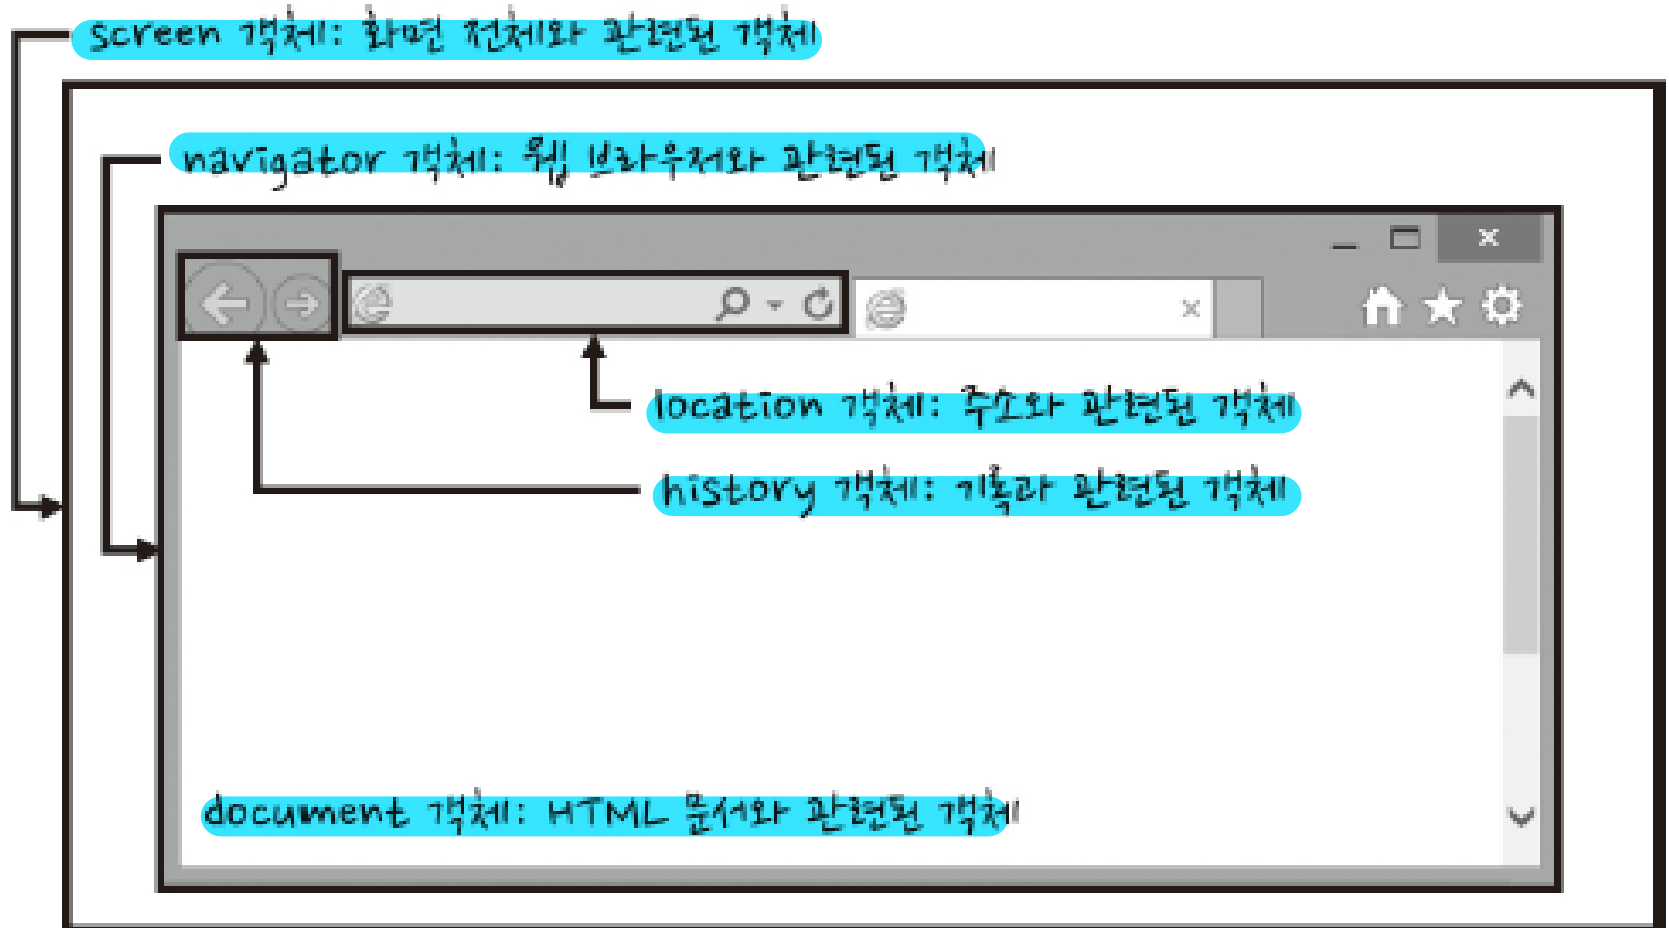 screen 객체: 화면 전체와 관련된 객체
navigator 객체: 웹 브라우저와 관련된 객체
location 객체: 주소와 관련된 객체
history 객체: 기록과 관련된 객체
document 객체: HTML 문서와 관련된 객체